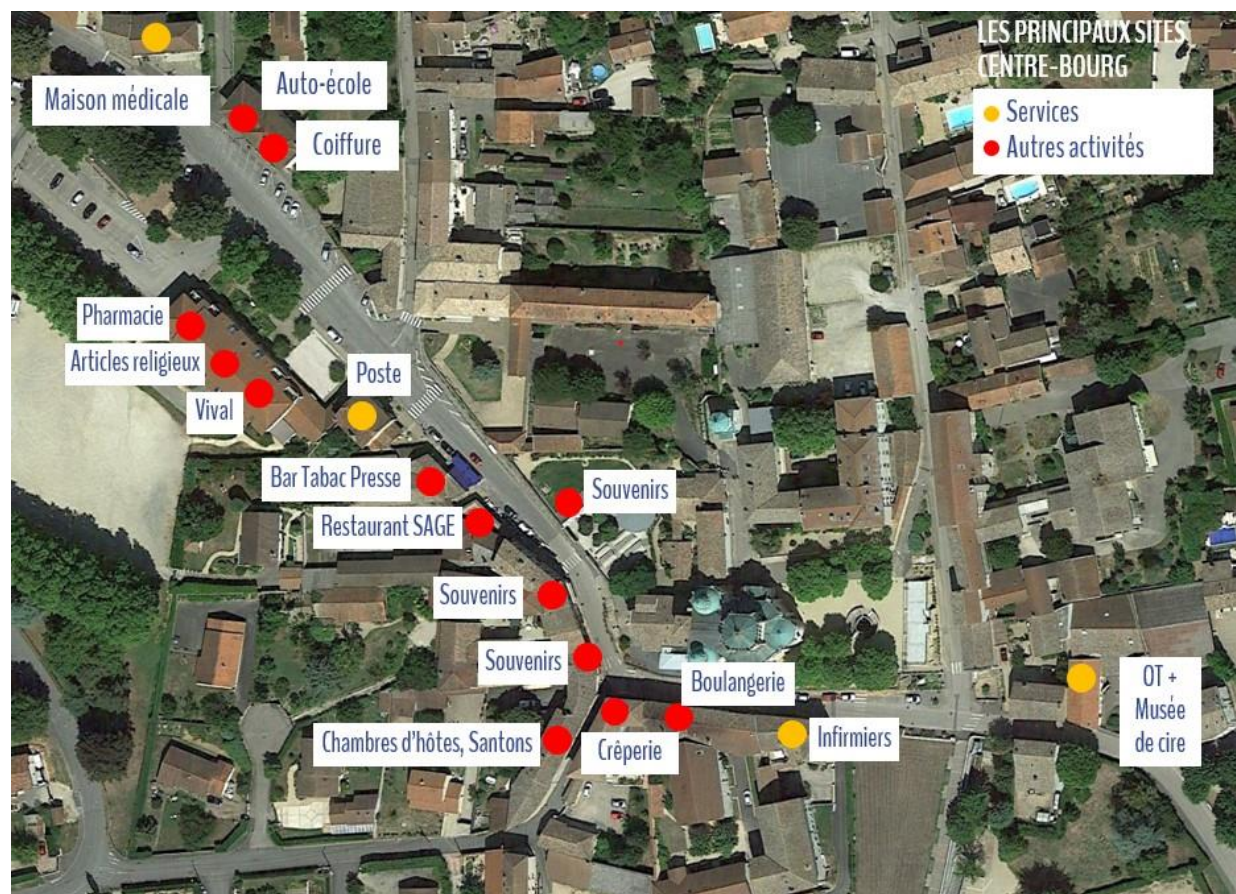 LES PRINCIPAUX SITES
CENTRE-BOURG
Services
Autres activités
Maison médicale
Auto-école
Coiffure
Pharmacie
Articles religieux
Vival
Poste
Bar Tabac Presse
Restaurant SAGE
Souvenirs
Souvenirs
Souvenirs
Boulangerie
Chambres d'hôtes, Santons
Crêperie
Infirmiers
OT +
Musée
de cire